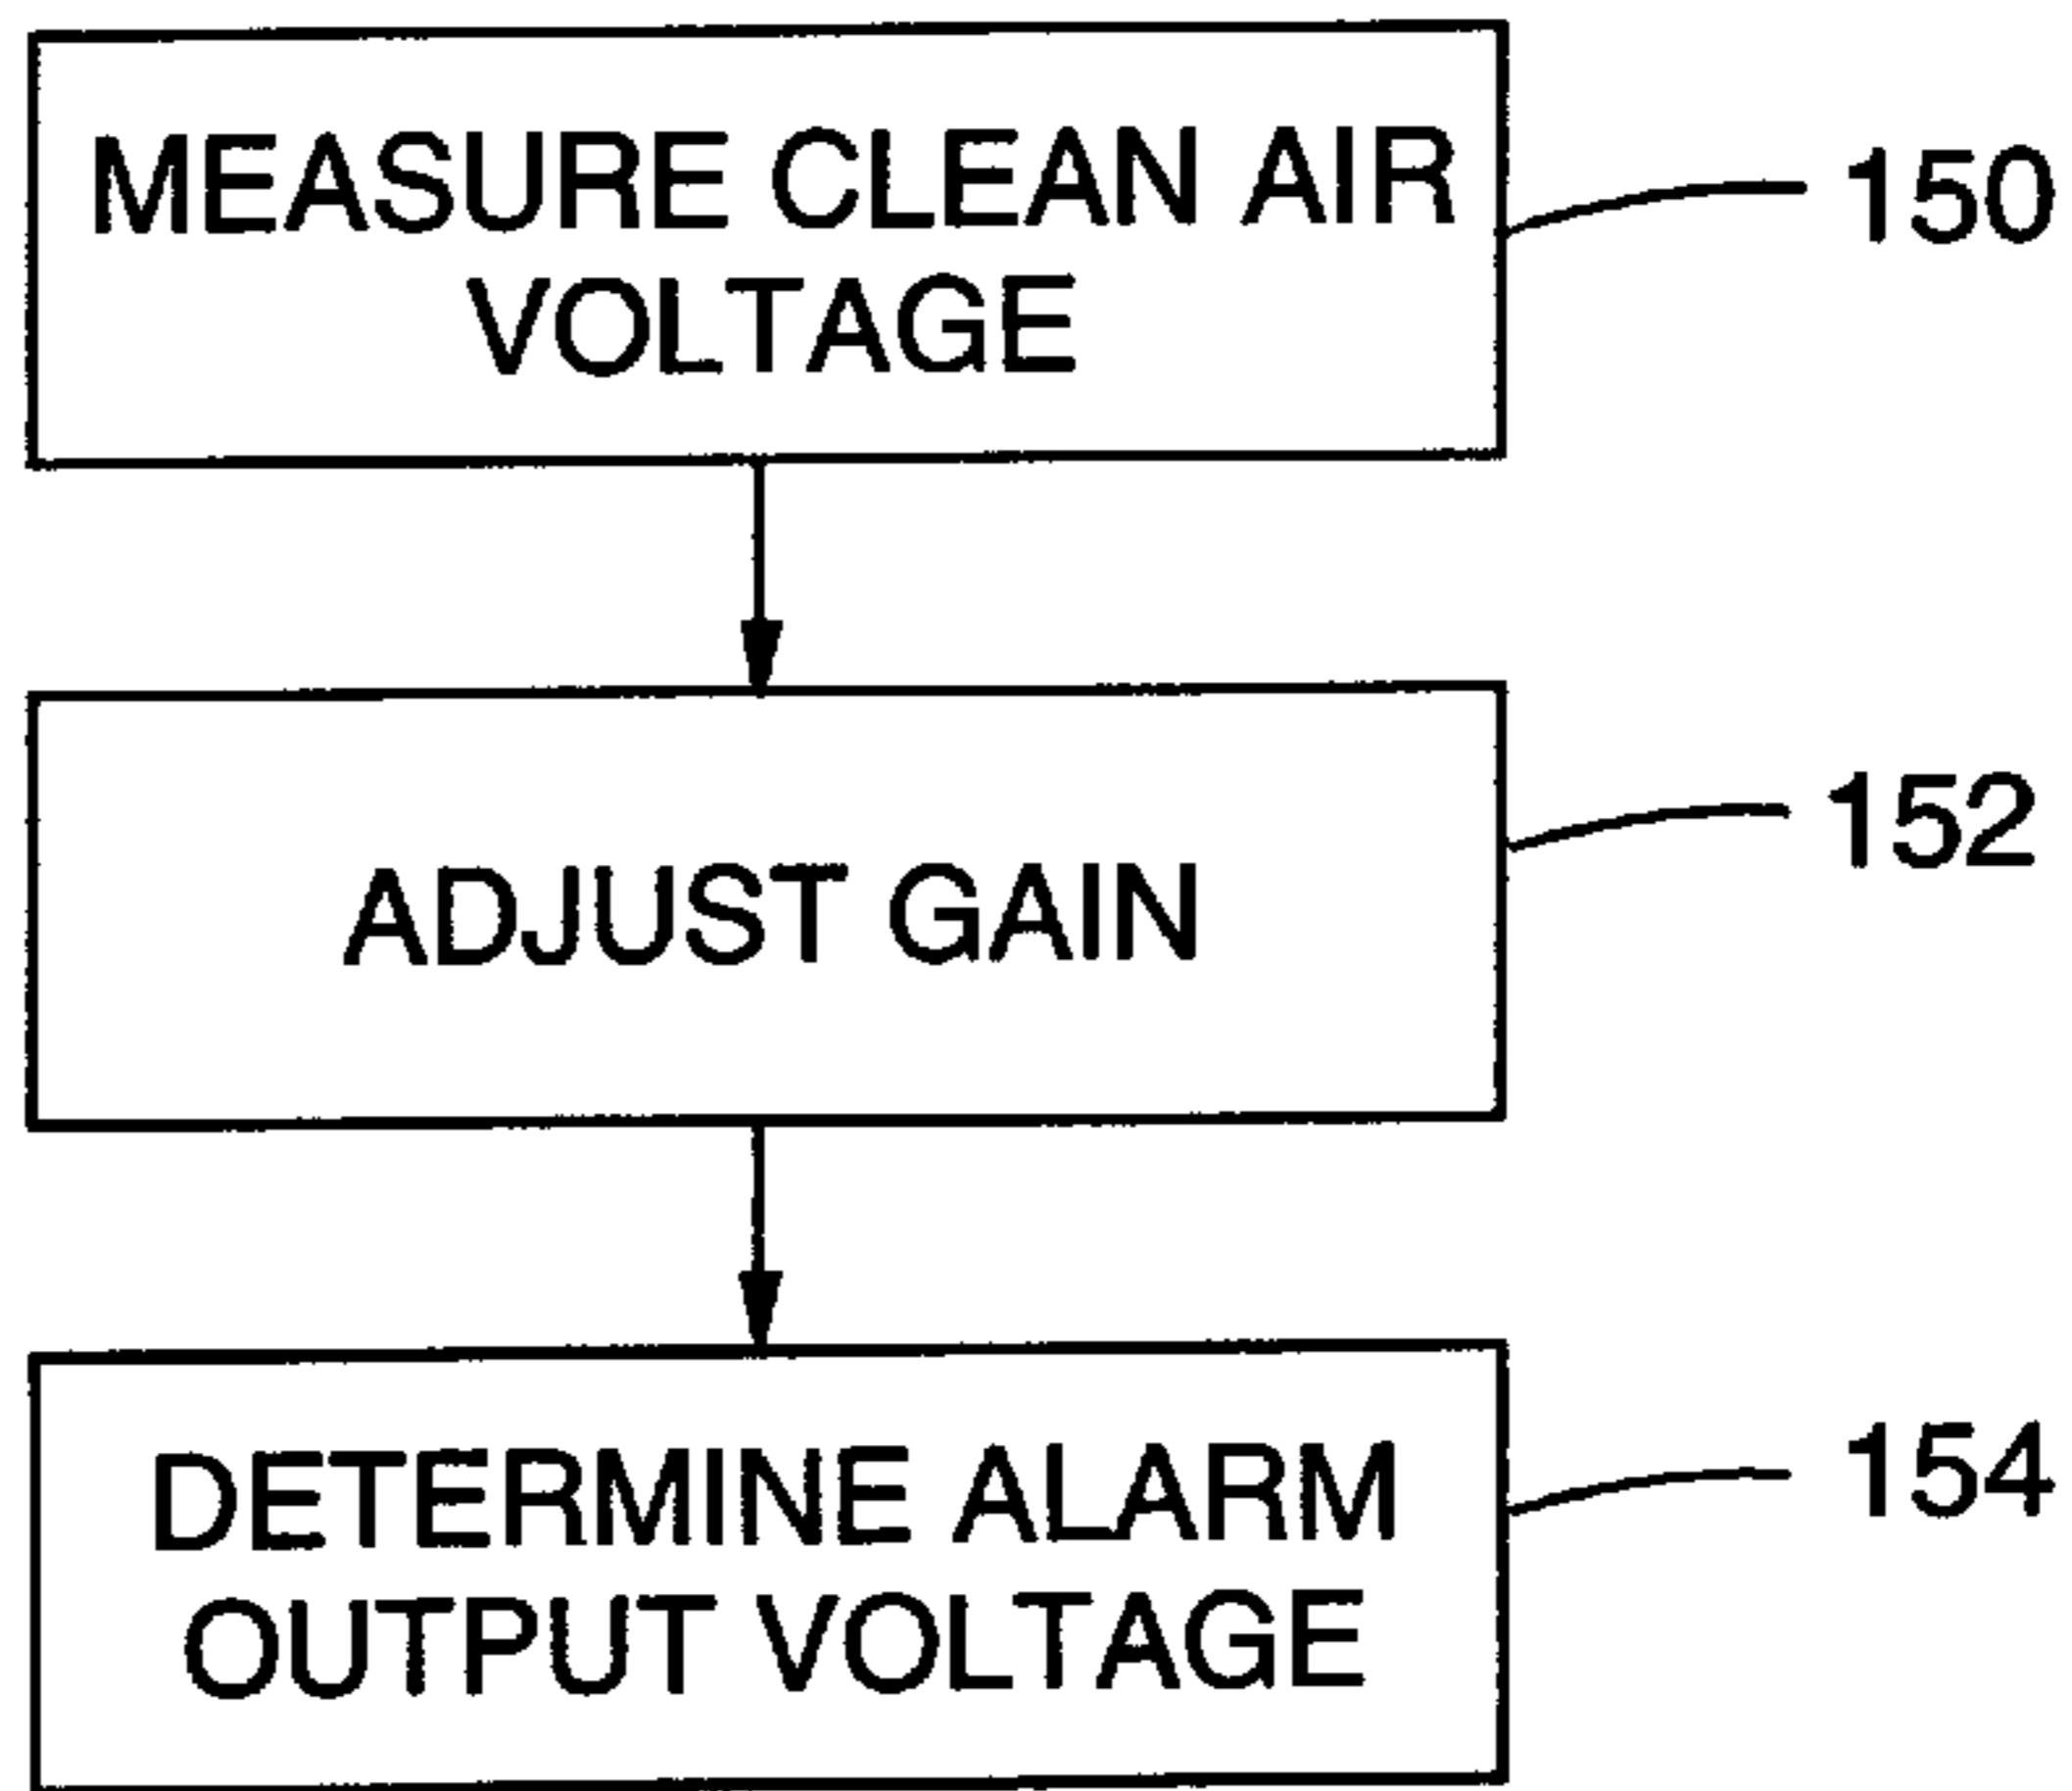 MEASURE CLEAN AIR
VOLTAGE
150
ADJUST GAIN
152
DETERMINE ALARM
OUTPUT VOLTAGE
154